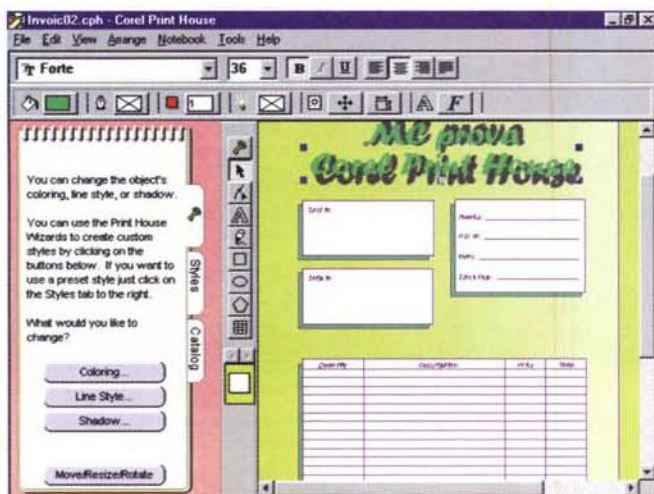 Invoic02.cph - Corel Print House
File Edit View Arrange Notebook Tools Help
Forte 36 B I U
1 A F
You can change the object's
coloring, line style, or shadow.
You can use the Print House
Wizards to create custom
styles by clicking on the
buttons below. If you want
to use a preset style just click on
the Styles tab to the right.
What would you like to
change?
Coloring...
Line Style...
Shadow...
Move/Resize/Rotate
Styles
Catalog
MC prova
Corel Print House
Quantity Description Price